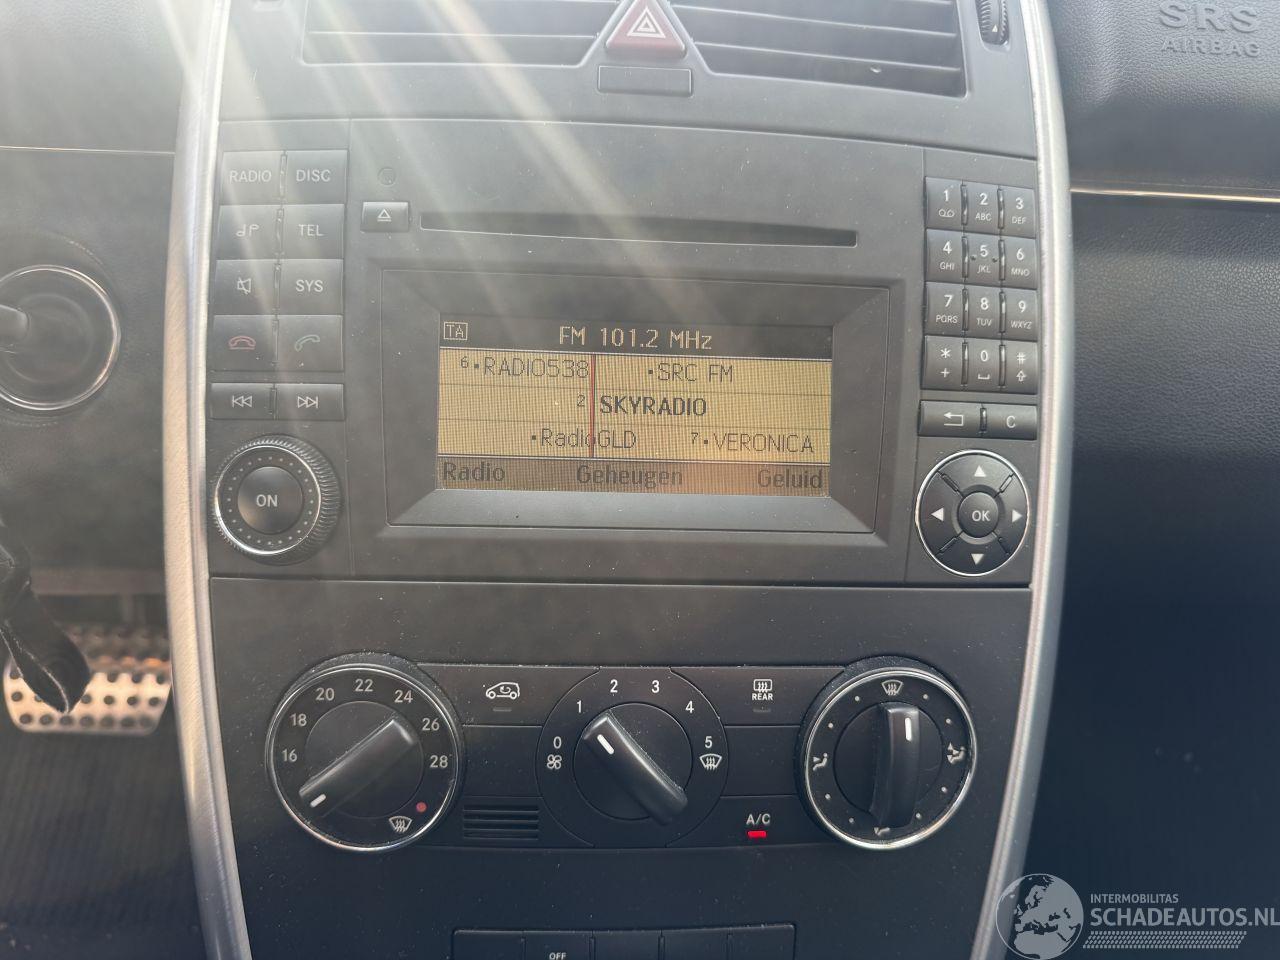 SRS
AIRBAG
RADIO DISC
TEL
SYS
1 2 ABC 3 DEF
4 GHI 5 JKL 6 MNO
7 PQRS 8 TUV 9 WXYZ
* + 0 #
C
ON
OK
TA FM 101.2 MHz
6•RADIO538 •SRC FM
2 SKYRADIO
•RadioGLD 7•VERONICA
Radio Geheugen Geluid
16 18 20 22 24 26 28
0 1 2 3 4 5
REAR
A/C
A
OFF
INTERMOBILITAS
SCHADEAUTOS.NL